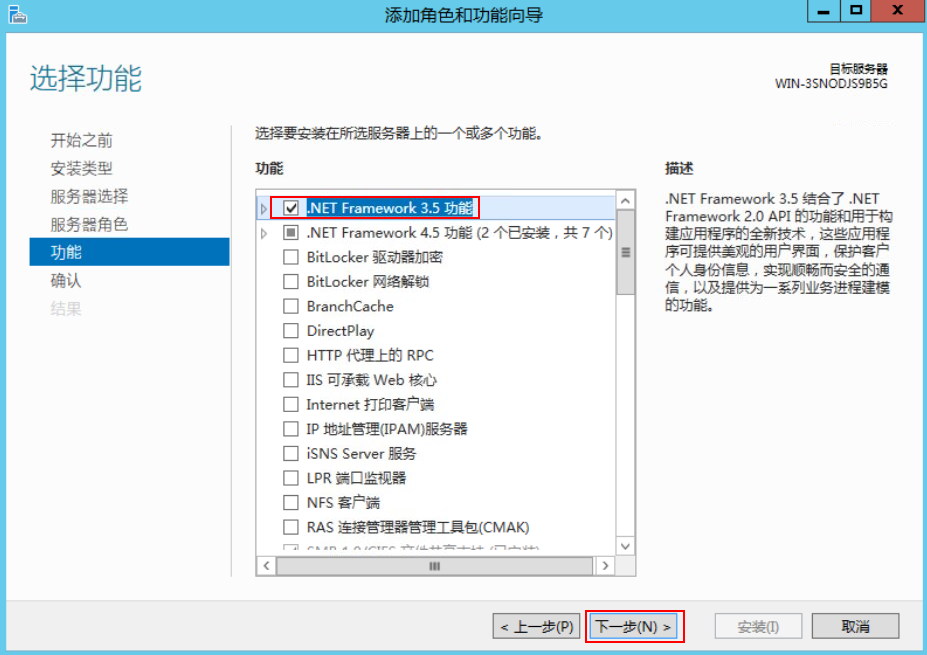 添加角色和功能向导
选择功能
目标服务器
WIN-3SNODJS9B5G
开始之前
安装类型
服务器选择
服务器角色
功能
确认
结果
选择要安装在所选服务器上的一个或多个功能。
功能
.NET Framework 3.5 功能
.NET Framework 4.5 功能 (2 个已安装，共 7 个)
BitLocker 驱动器加密
BitLocker 网络解锁
BranchCache
DirectPlay
HTTP 代理上的 RPC
IIS 可承载 Web 核心
Internet 打印客户端
IP 地址管理(IPAM)服务器
iSNS Server 服务
LPR 端口监视器
NFS 客户端
RAS 连接管理器管理工具包(CMAK)
SMB 1.0/CIFS 文件共享支持 (已安装)
描述
.NET Framework 3.5 结合了 .NET
Framework 2.0 API 的功能和用于构
建应用程序的全新技术，这些应用程
序可提供美观的用户界面，保护客户
个人身份信息，实现顺畅而安全的通
信，以及提供为一系列业务进程建模
的功能。
< 上一步(P)
下一步(N) >
安装(I)
取消